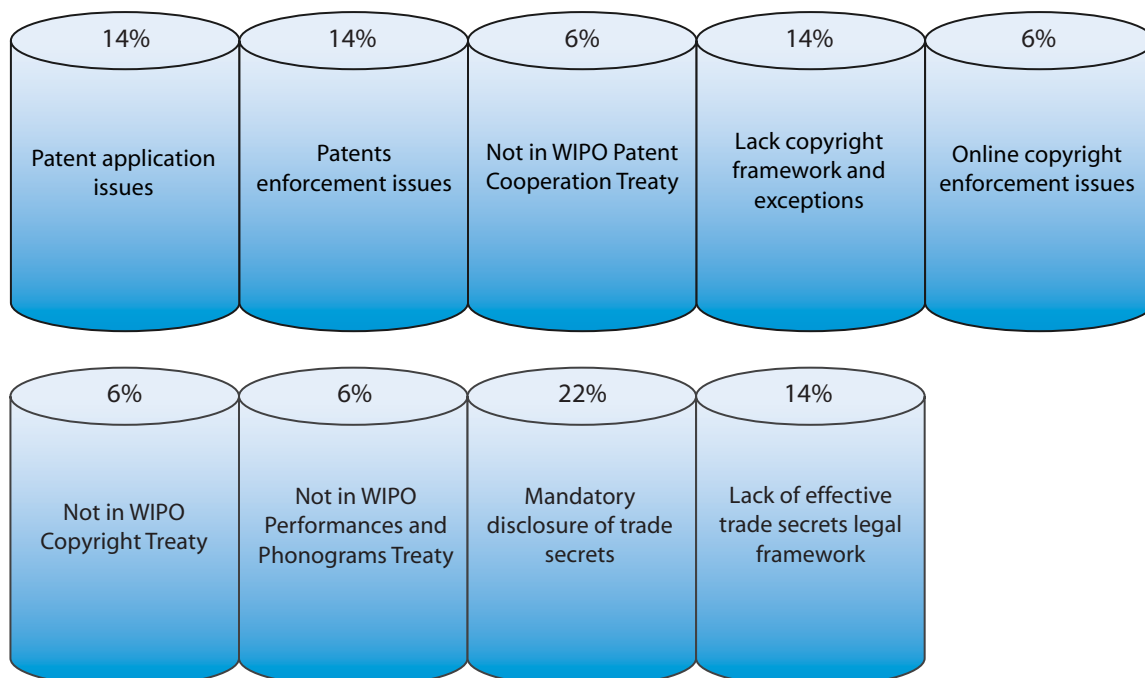 14%
14%
6%
14%
6%
Patent application
issues
Patents
enforcement issues
Not in WIPO Patent
Cooperation Treaty
Lack copyright
framework and
exceptions
Online copyright
enforcement issues
6%
6%
22%
14%
Not in WIPO
Copyright Treaty
Not in WIPO
Performances and
Phonograms Treaty
Mandatory
disclosure of trade
secrets
Lack of effective
trade secrets legal
framework